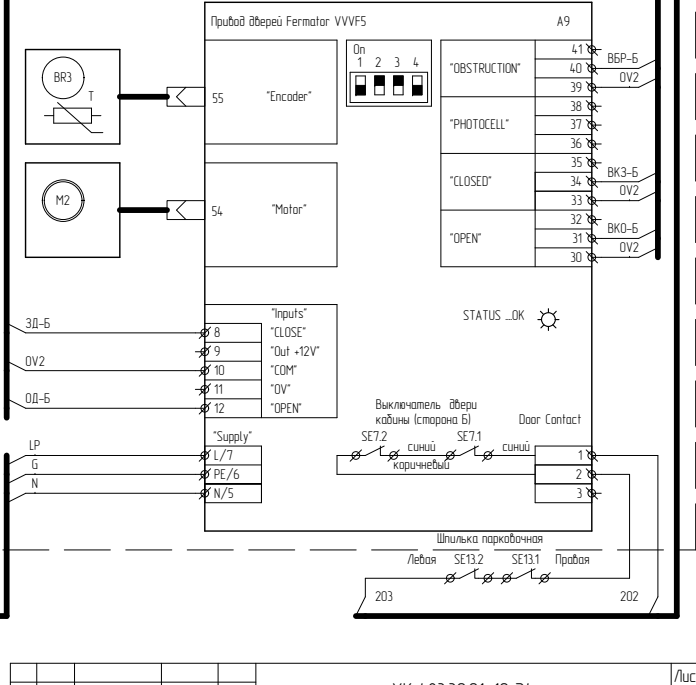 Привод дверей Fermator VVVF5
A9
On
1 2 3 4
BR3
T
55
"Encoder"
M2
54
"Motor"
"OBSTRUCTION"
41
40
39
ВБР-Б
0V2
"PHOTOCELL"
38
37
36
"CLOSED"
35
34
33
ВКЗ-Б
0V2
"OPEN"
32
31
30
ВКО-Б
0V2
STATUS ...OK
"Inputs"
ЗД-Б
8 "CLOSE"
9 "Out +12V"
0V2
10 "COM"
11 "0V"
ОД-Б
12 "OPEN"
"Supply"
LP
L/7
G
PE/6
N
N/5
Выключатель двери
кабины (сторона Б)
Door Contact
SE7.2
SE7.1
синий
синий
коричневый
1
2
3
Шпилька парковочная
Левая SE13.2 SE13.1 Правая
203
202
Лис